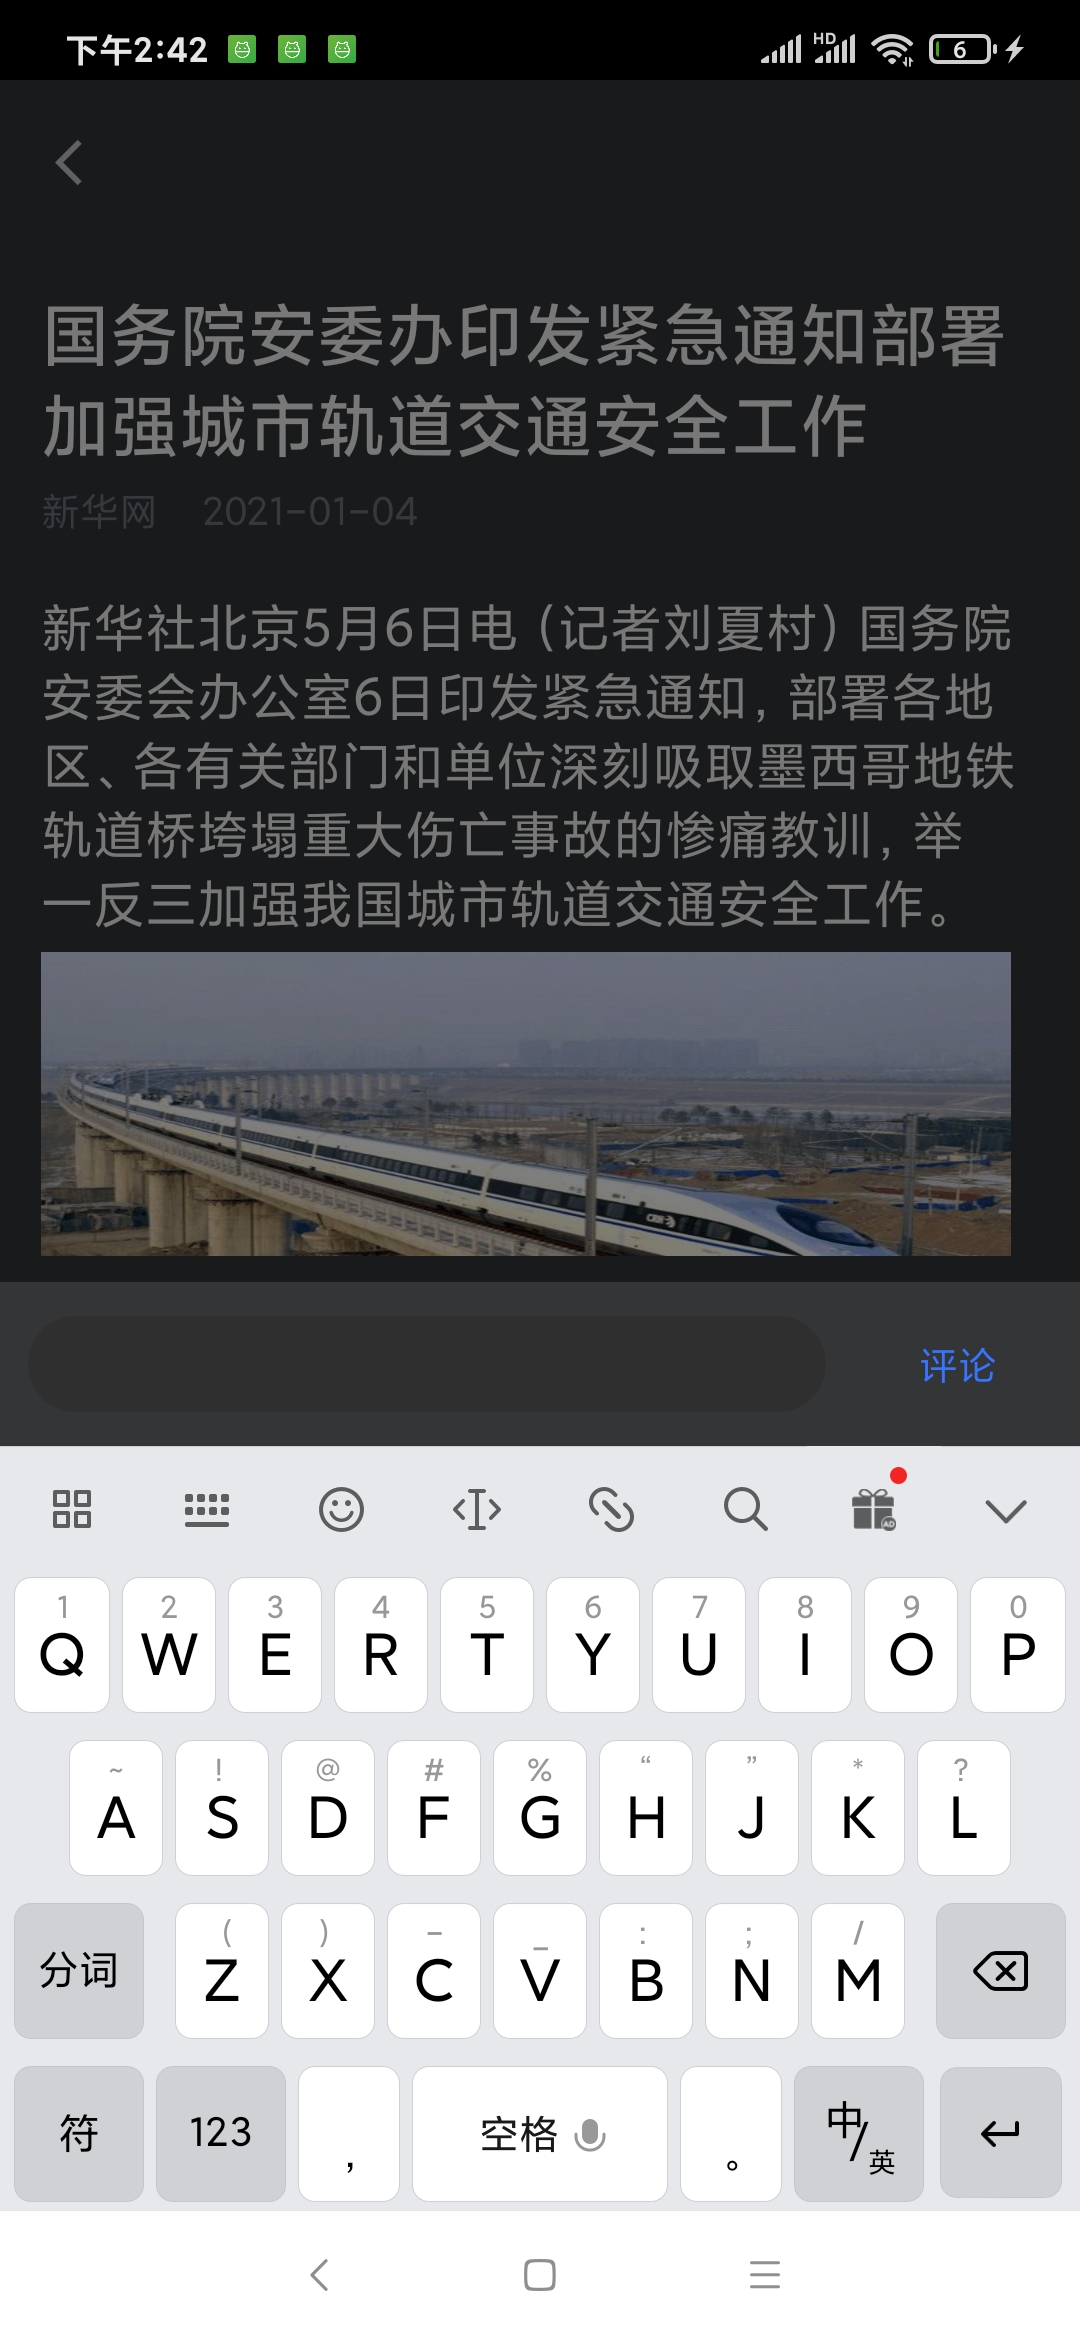 下午2:42 HD 6
国务院安委办印发紧急通知部署
加强城市轨道交通安全工作
新华网 2021-01-04
新华社北京5月6日电（记者刘夏村）国务院
安委会办公室6日印发紧急通知，部署各地
区、各有关部门和单位深刻吸取墨西哥地铁
轨道桥垮塌重大伤亡事故的惨痛教训，举
一反三加强我国城市轨道交通安全工作。
CRH
评论
AD
1 2 3 4 5 6 7 8 9 0
Q W E R T Y U I O P
~ ! @ # % “ ” * ?
A S D F G H J K L
( ) - _ : ; /
分词 Z X C V B N M
符 123 , 空格 。 中/英